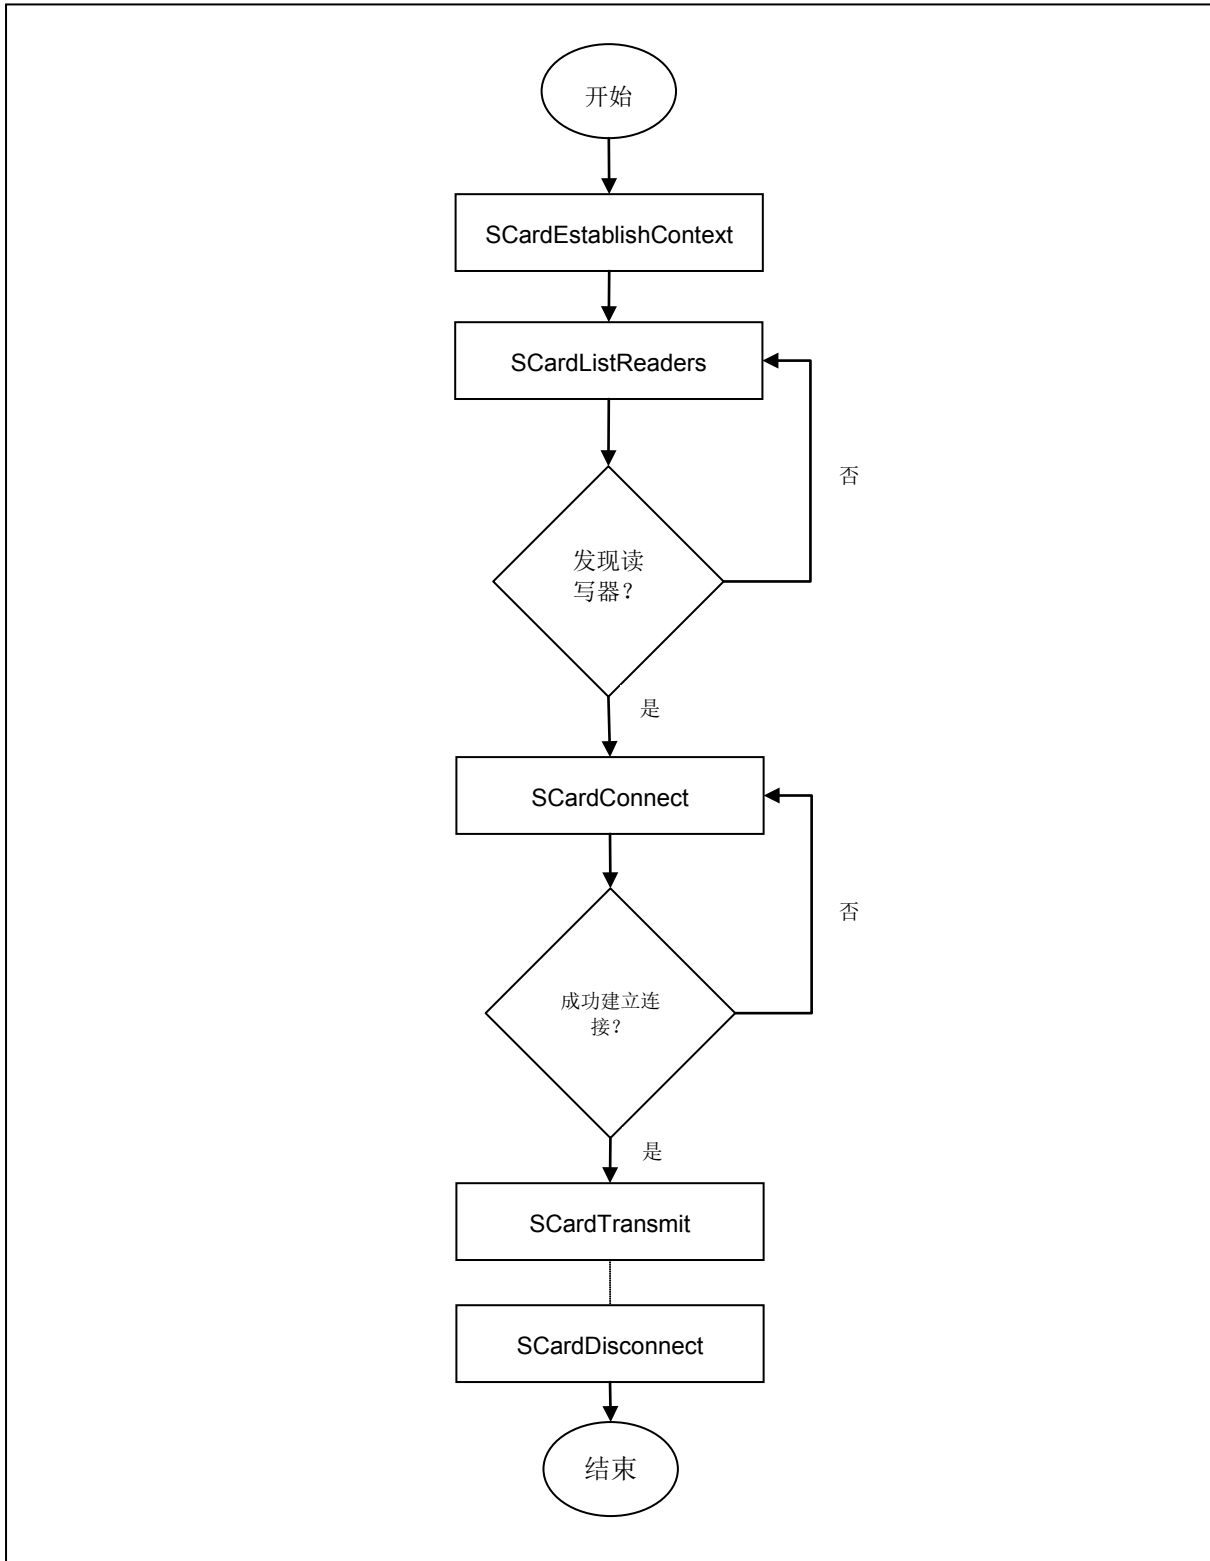 开始
SCardEstablishContext
SCardListReaders
否
发现读
写器？
是
SCardConnect
否
成功建立连
接？
是
SCardTransmit
SCardDisconnect
结束